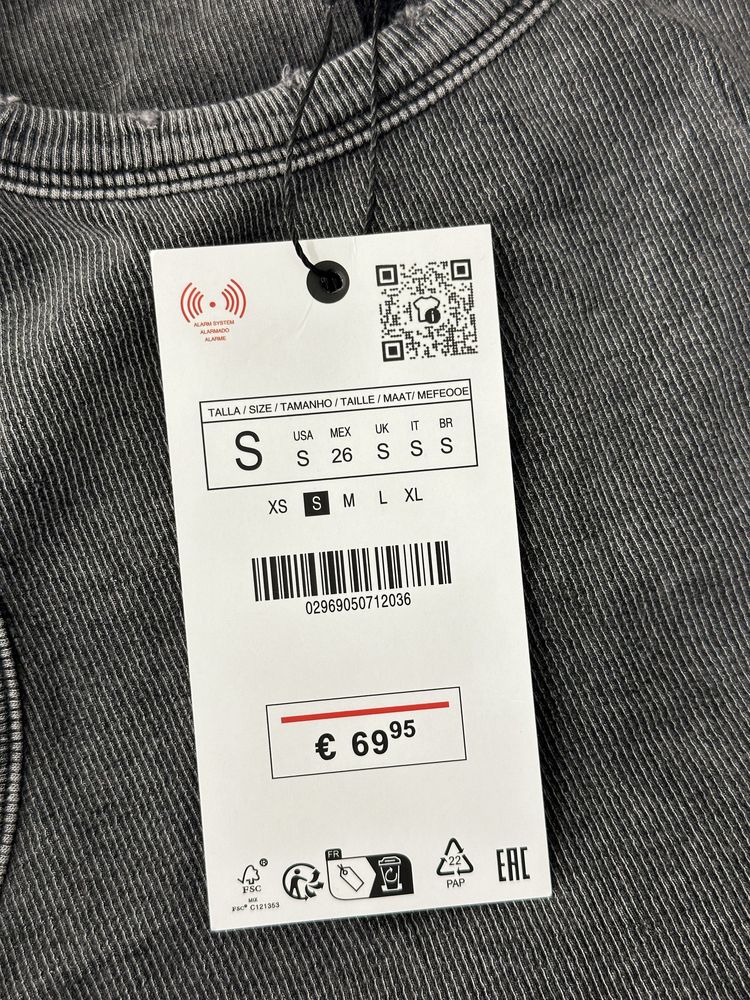 ALARM SYSTEM
ALARMADO
ALARME
TALLA / SIZE / TAMANHO / TAILLE / MAAT/ MEFEOOE
S
USA MEX UK IT BR
S 26 S S S
XS S M L XL
02969050712036
€ 69 95
FR
FSC ®
MIX
FSC® C121353
22
PAP
EAC